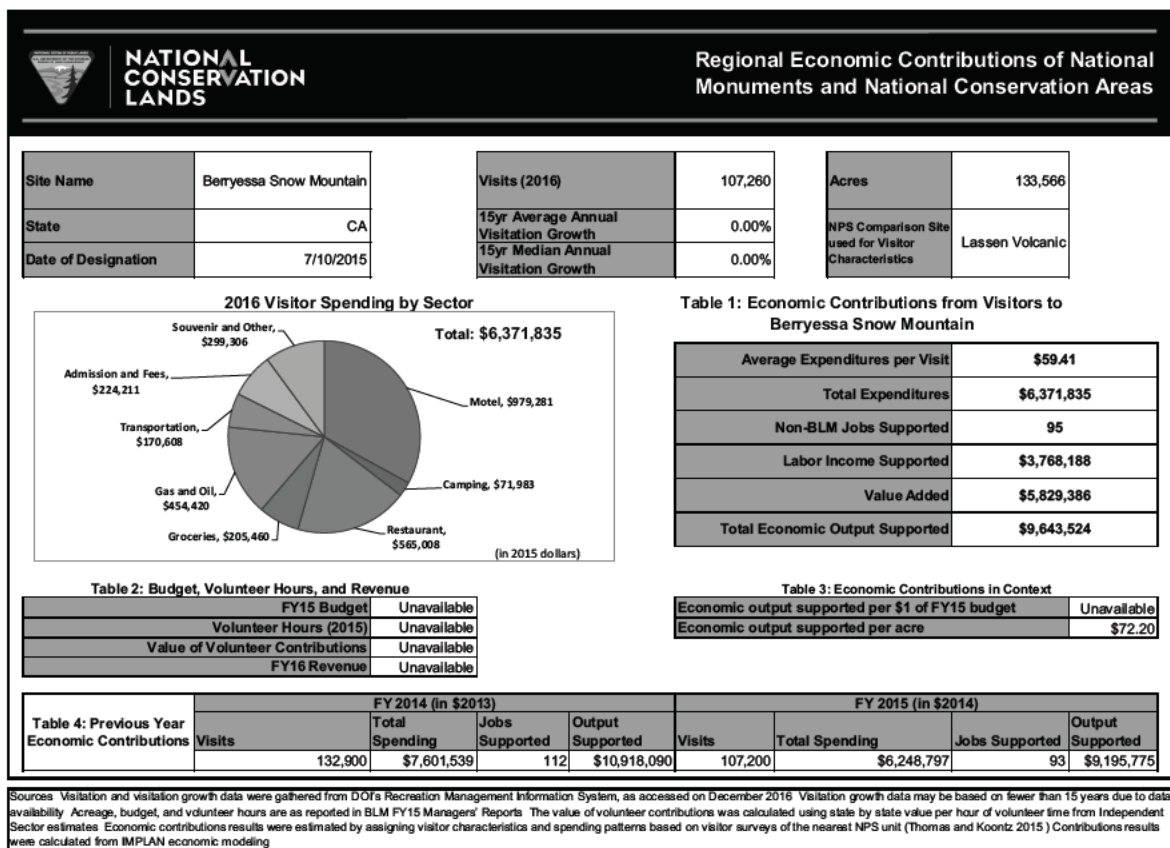 NATIONAL
CONSERVATION
LANDS
Regional Economic Contributions of National
Monuments and National Conservation Areas
Site Name Berryessa Snow Mountain
State CA
Date of Designation 7/10/2015
Visits (2016) 107,260
15yr Average Annual
Visitation Growth 0.00%
15yr Median Annual
Visitation Growth 0.00%
Acres 133,566
NPS Comparison Site
used for Visitor
Characteristics
Lassen Volcanic
2016 Visitor Spending by Sector
Total: $6,371,835
Souvenir and Other,
$299,306
Admission and Fees,
$224,211
Transportation,
$170,608
Gas and Oil,
$454,420
Groceries, $205,460
Motel, $979,281
Camping, $71,983
Restaurant,
$565,008
(in 2015 dollars)
Table 1: Economic Contributions from Visitors to
Berryessa Snow Mountain
Average Expenditures per Visit $59.41
Total Expenditures $6,371,835
Non-BLM Jobs Supported 95
Labor Income Supported $3,768,188
Value Added $5,829,386
Total Economic Output Supported $9,643,524
Table 2: Budget, Volunteer Hours, and Revenue
FY15 Budget Unavailable
Volunteer Hours (2015) Unavailable
Value of Volunteer Contributions Unavailable
FY16 Revenue Unavailable
Table 3: Economic Contributions in Context
Economic output supported per $1 of FY15 budget Unavailable
Economic output supported per acre $72.20
Table 4: Previous Year
Economic Contributions
FY 2014 (in $2013) FY 2015 (in $2014)
Visits Total Spending Jobs Supported Output Supported Visits Total Spending Jobs Supported Output Supported
132,900 $7,601,539 112 $10,918,090 107,200 $6,248,797 93 $9,195,775
Sources Visitation and visitation growth data were gathered from DOI's Recreation Management Information System, as accessed on December 2016 Visitation growth data may be based on fewer than 15 years due to data
availability Acreage, budget, and volunteer hours are as reported in BLM FY15 Managers' Reports The value of volunteer contributions was calculated using state by state value per hour of volunteer time from Independent
Sector estimates Economic contributions results were estimated by assigning visitor characteristics and spending patterns based on visitor surveys of the nearest NPS unit (Thomas and Koontz 2015 ) Contributions results
were calculated from IMPLAN economic modeling